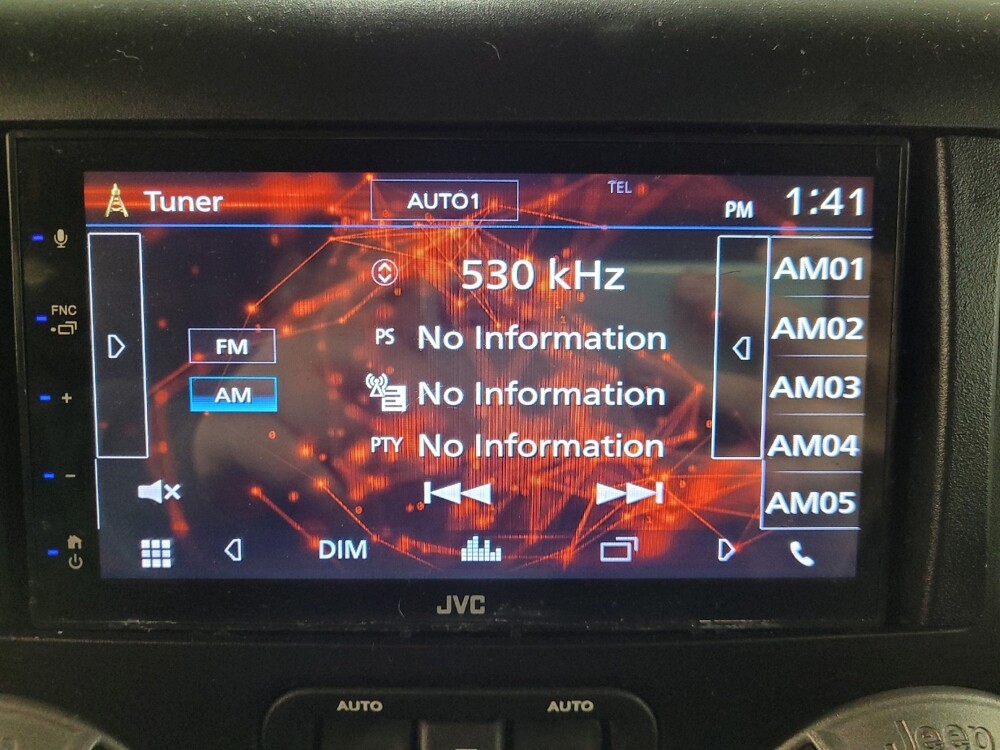 Tuner
AUTO1
TEL
PM 1:41
530 kHz
PS No Information
No Information
PTY No Information
FM
AM
AM01
AM02
AM03
AM04
AM05
FNC
+
−
DIM
JVC
AUTO
AUTO
Jeep